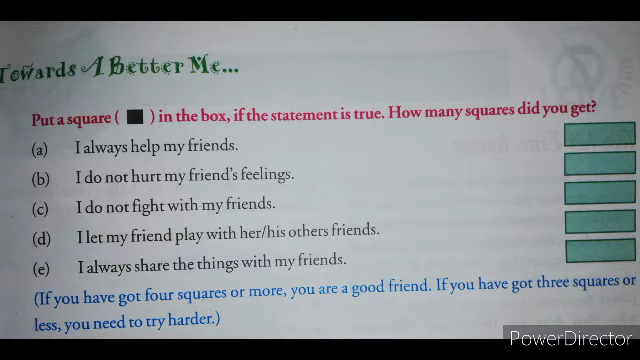 Towards A Better Me...
Put a square ( ■ ) in the box, if the statement is true. How many squares did you get?
(a) I always help my friends.
(b) I do not hurt my friend's feelings.
(c) I do not fight with my friends.
(d) I let my friend play with her/his others friends.
(e) I always share the things with my friends.
(If you have got four squares or more, you are a good friend. If you have got three squares or
less, you need to try harder.)
PowerDirector